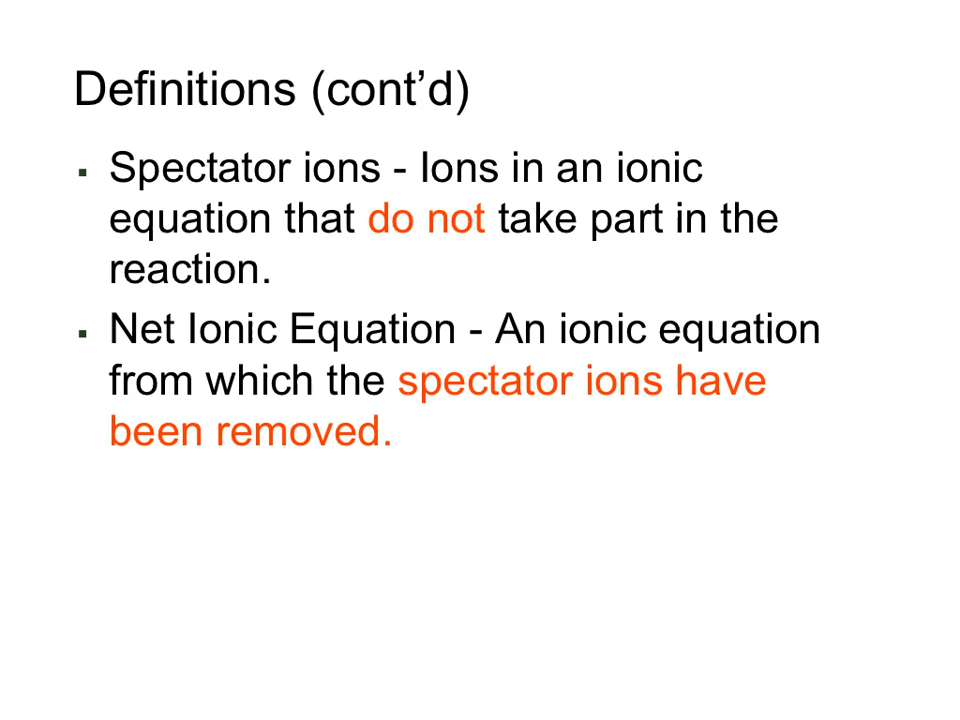 Definitions (cont’d)
▪ Spectator ions - Ions in an ionic
equation that do not take part in the
reaction.
▪ Net Ionic Equation - An ionic equation
from which the spectator ions have
been removed.